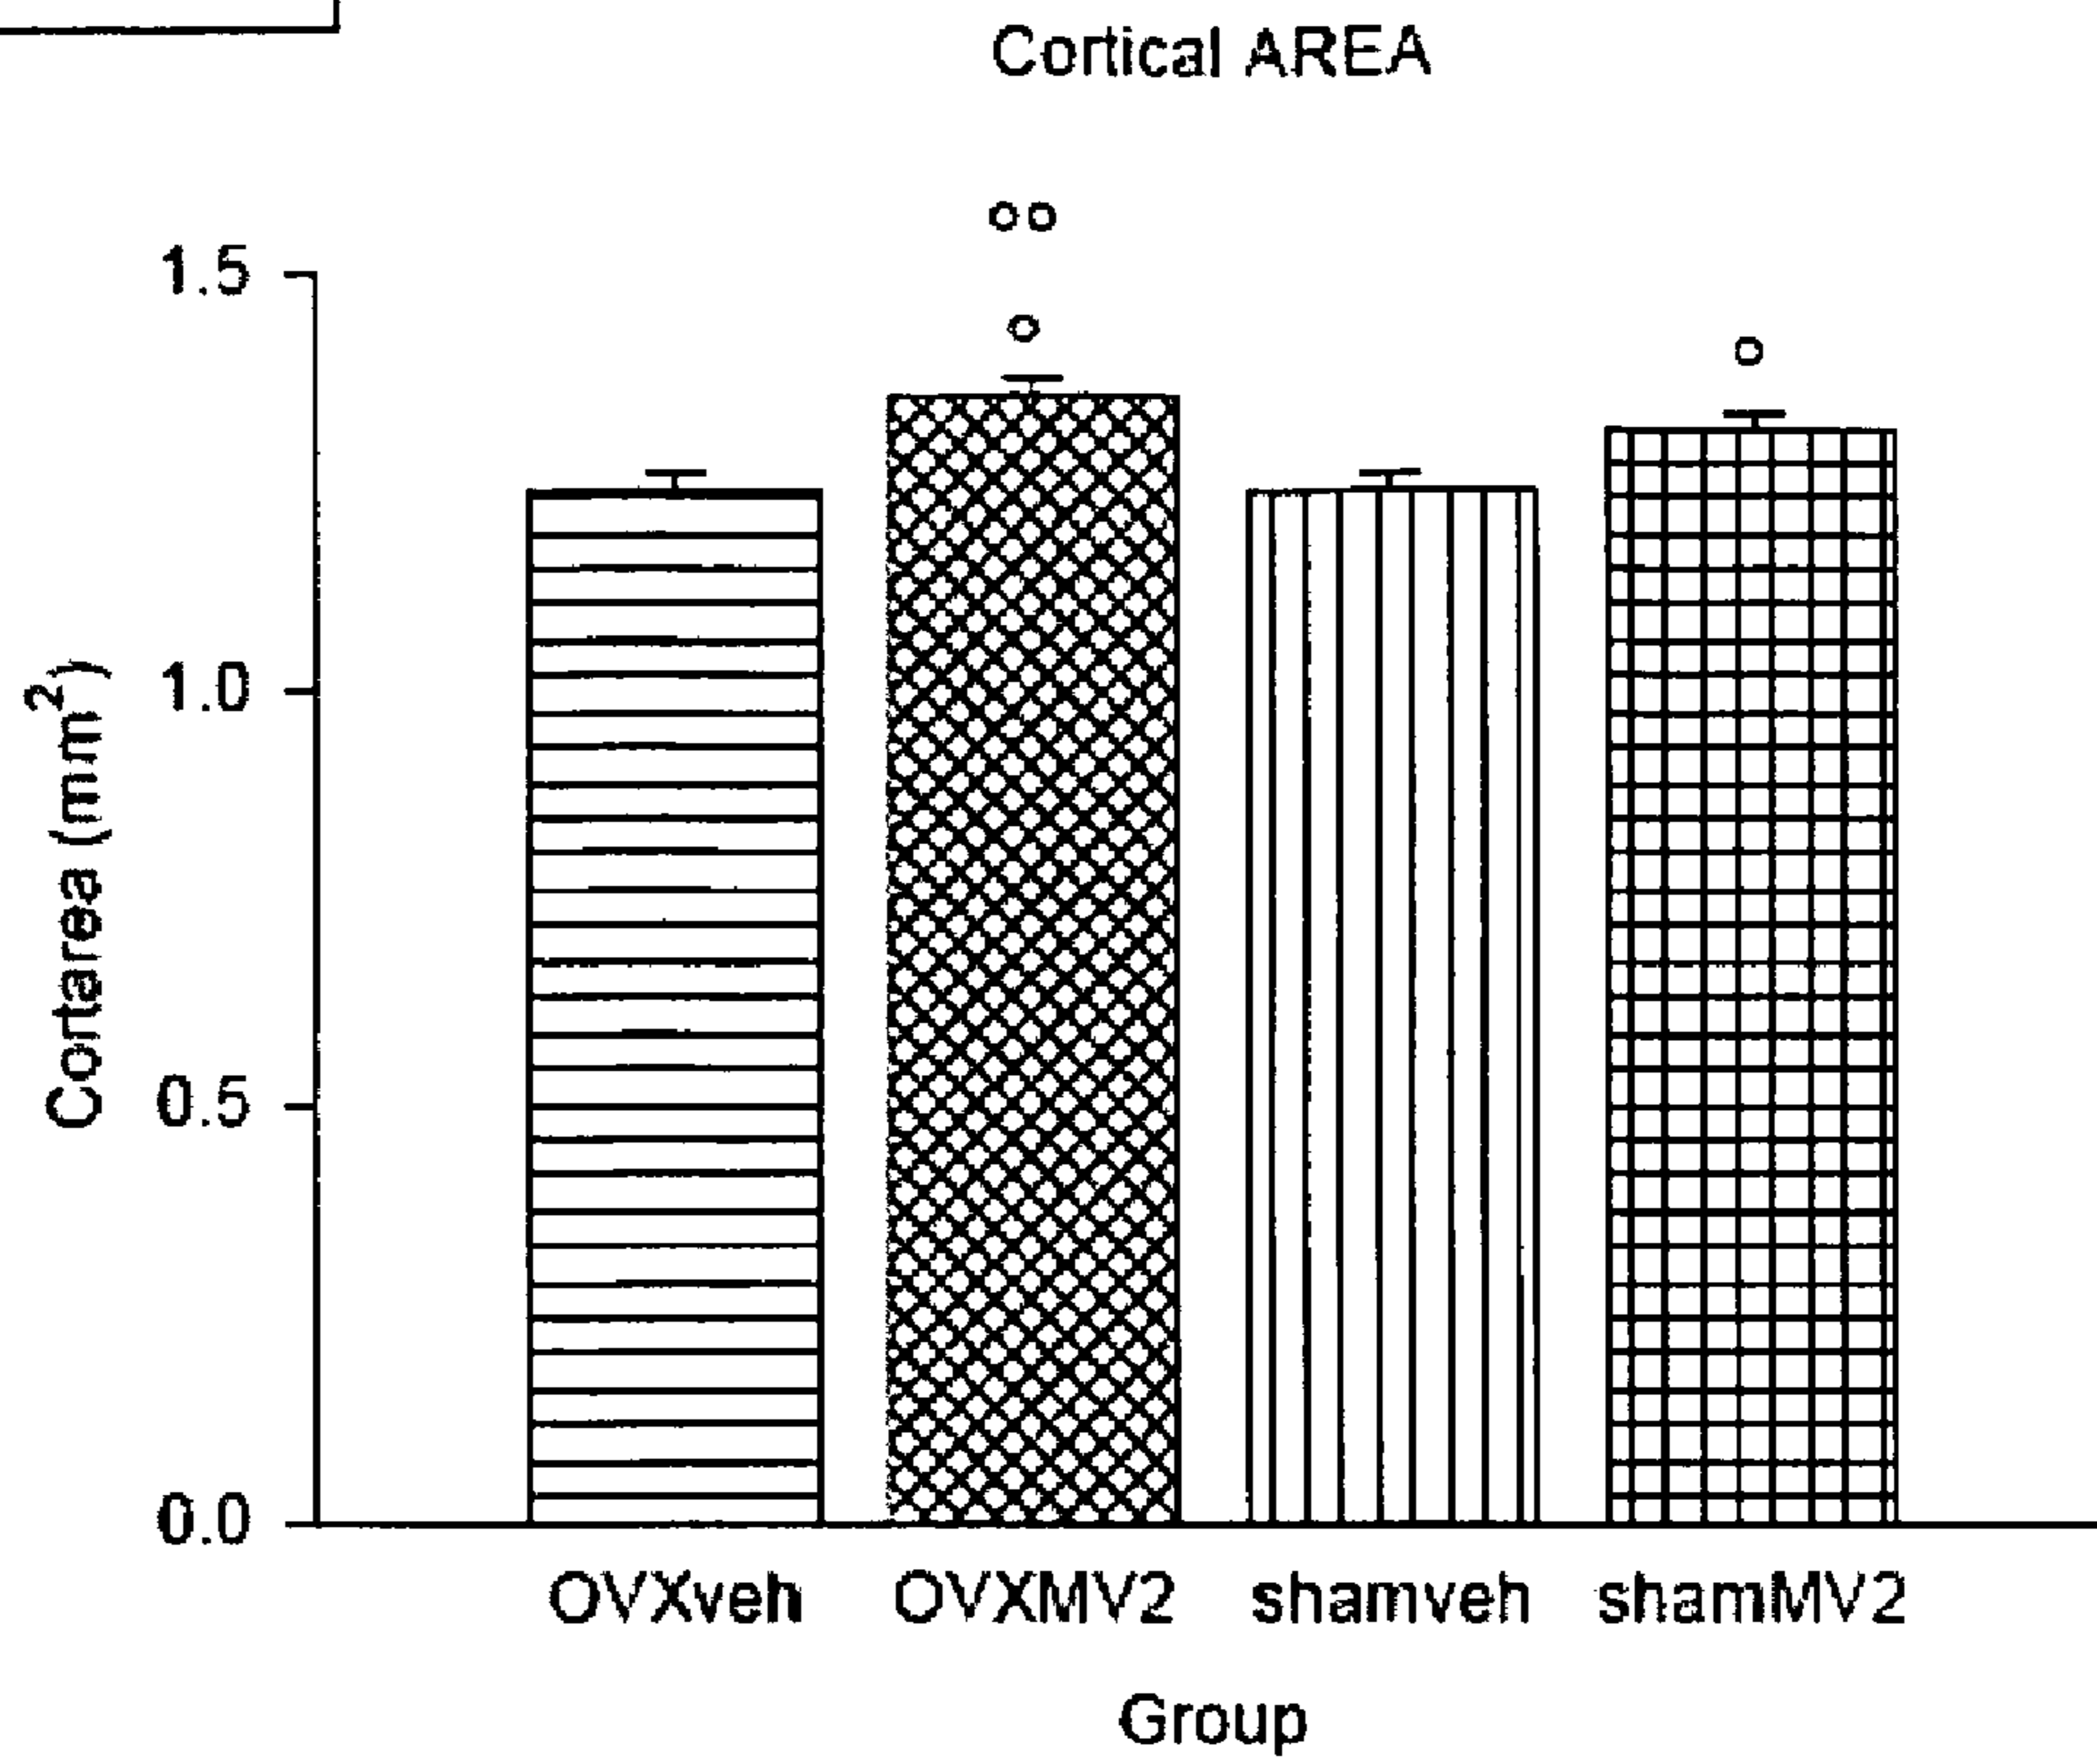 Cortical AREA
1.5
1.0
0.5
0.0
Cortarea (mm²)
OVXveh OVXMV2 shamveh shamMV2
Group